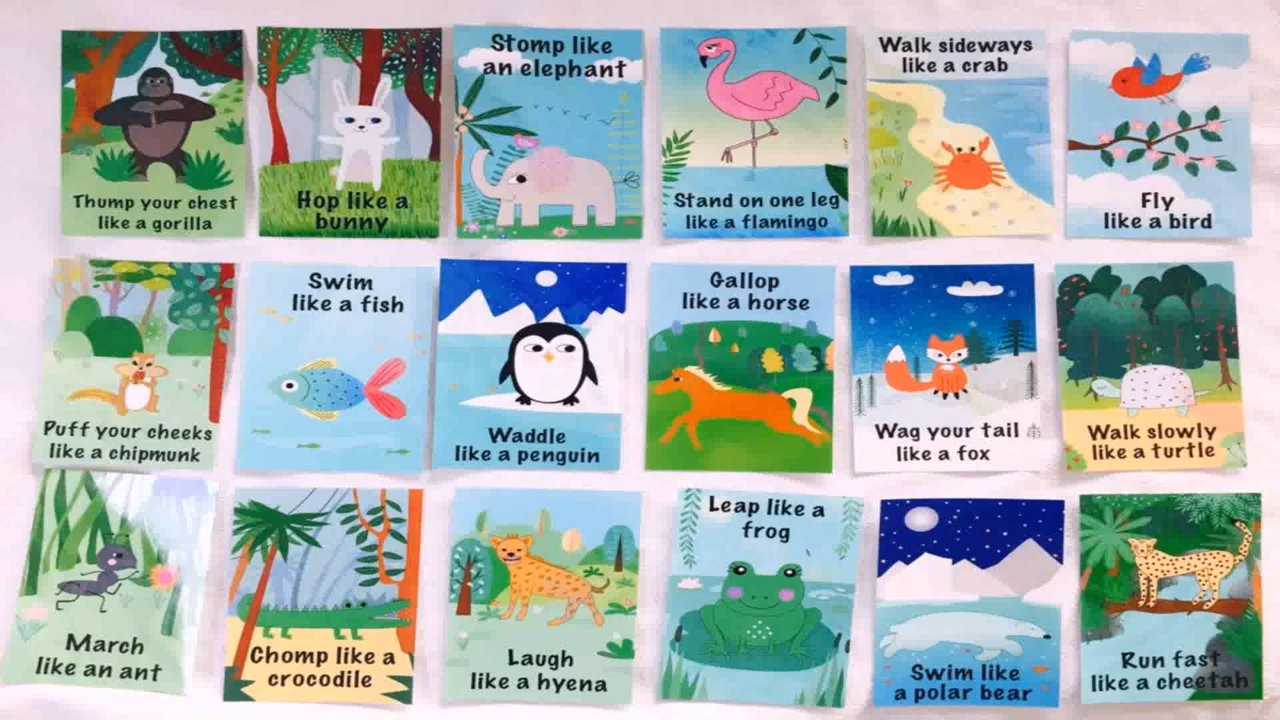 Thump your chest
like a gorilla
Hop like a
bunny
Stomp like
an elephant
Stand on one leg
like a flamingo
Walk sideways
like a crab
Fly
like a bird
Puff your cheeks
like a chipmunk
Swim
like a fish
Waddle
like a penguin
Gallop
like a horse
Wag your tail
like a fox
Walk slowly
like a turtle
March
like an ant
Chomp like a
crocodile
Laugh
like a hyena
Leap like a
frog
Swim like
a polar bear
Run fast
like a cheetah